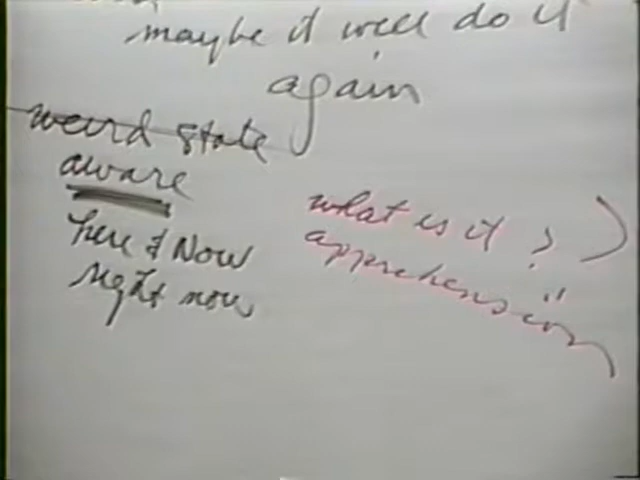 maybe it will do it
again
weird state
aware
here & Now
right now
what is it?
apprehension